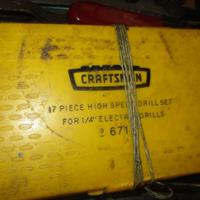 CRAFTSMAN
17 PIECE HIGH SPEED DRILL SET
FOR 1/4" ELECTRIC DRILLS
9 671